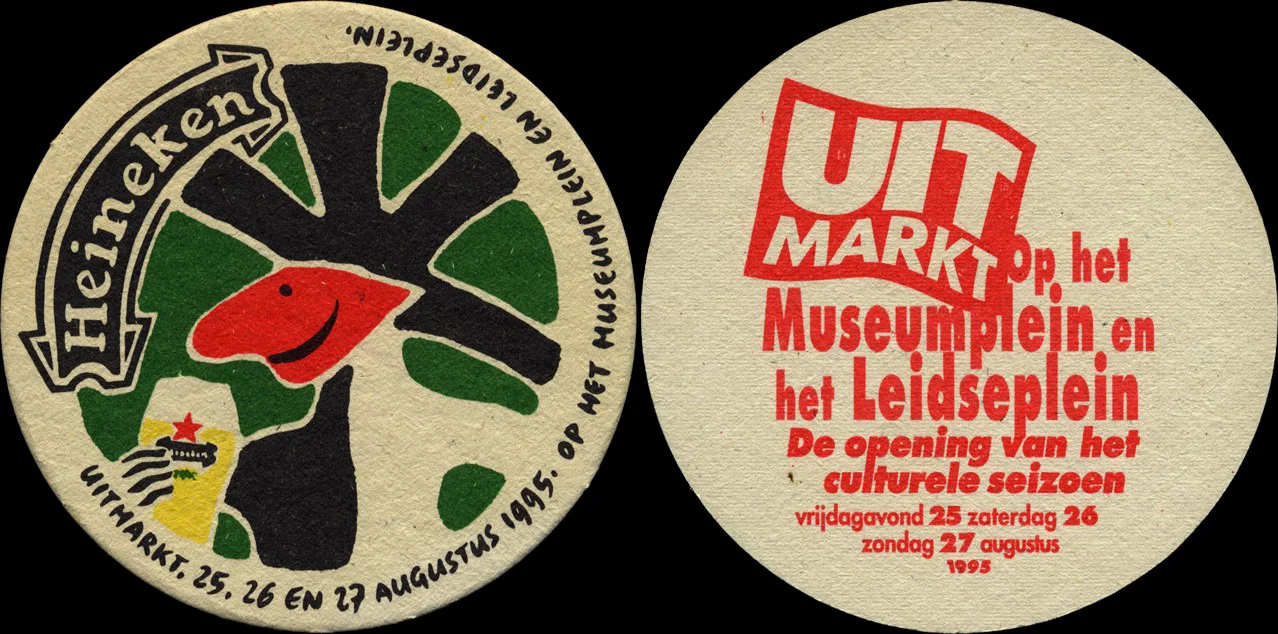 Heineken
UITMARKT. 25, 26 EN 27 AUGUSTUS 1995. OP HET MUSEUMPLEIN EN LEIDSEPLEIN.
UIT
MARKT
Op het
Museumplein en
het Leidseplein
De opening van het
culturele seizoen
vrijdagavond 25 zaterdag 26
zondag 27 augustus
1995